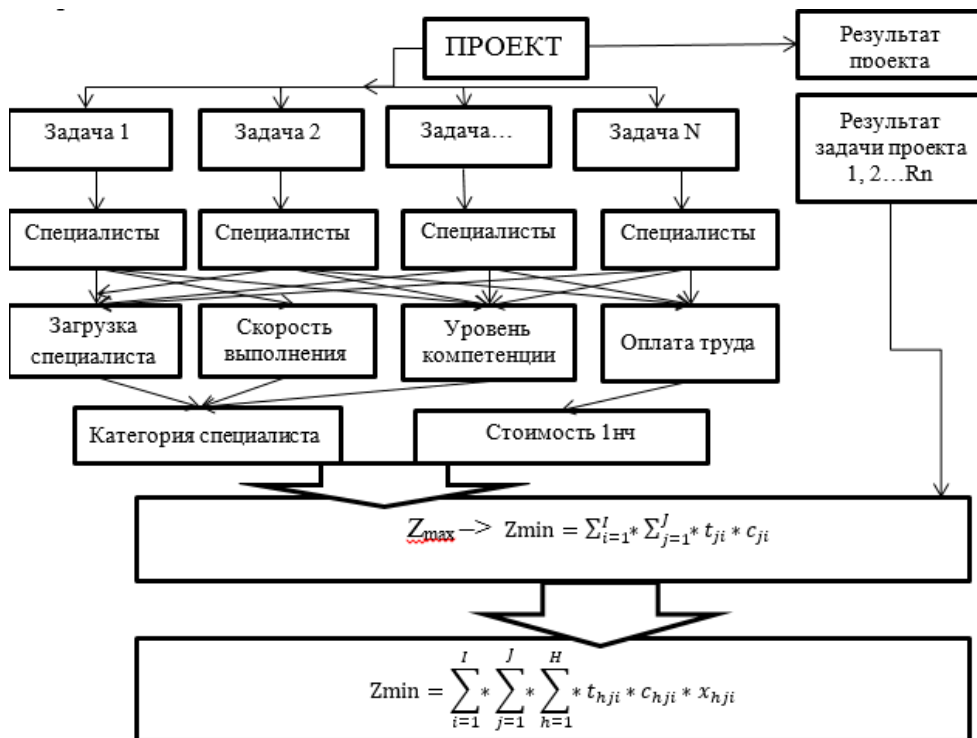 ПРОЕКТ
Результат
проекта
Задача 1
Задача 2
Задача…
Задача N
Результат
задачи проекта
1, 2…Rn
Специалисты
Специалисты
Специалисты
Специалисты
Загрузка
специалиста
Скорость
выполнения
Уровень
компетенции
Оплата труда
Категория специалиста
Стоимость 1нч
Zmax –> Zmin = ∑_{i=1}^{I} * ∑_{j=1}^{J} * t_{ji} * c_{ji}
Zmin = ∑_{i=1}^{I} * ∑_{j=1}^{J} * ∑_{h=1}^{H} * t_{hji} * c_{hji} * x_{hji}